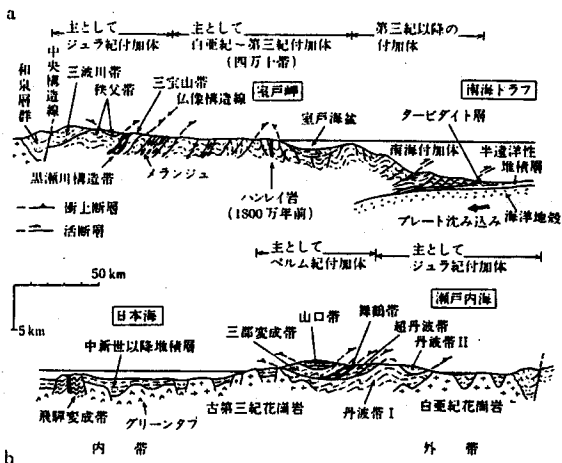 a
主として
ジュラ紀付加体
主として
白亜紀～第三紀付加体
(四万十帯)
第三紀以降の
付加体
和泉層群
中央構造線
三波川帯
秩父帯
三宝山帯
仏像構造線
室戸岬
室戸海盆
南海トラフ
タービダイト層
南海付加体
半遠洋性
堆積層
黒瀬川構造帯
メランジュ
ハンレイ岩
(1800万年前)
プレート沈み込み
海洋地殻
衝上断層
活断層
50 km
5 km
主として
ペルム紀付加体
主として
ジュラ紀付加体
日本海
中新世以降堆積層
三郡変成帯
山口帯
舞鶴帯
超丹波帯
丹波帯II
瀬戸内海
飛騨変成帯
グリーンタフ
古第三紀花崗岩
丹波帯I
白亜紀花崗岩
内帯
外帯
b